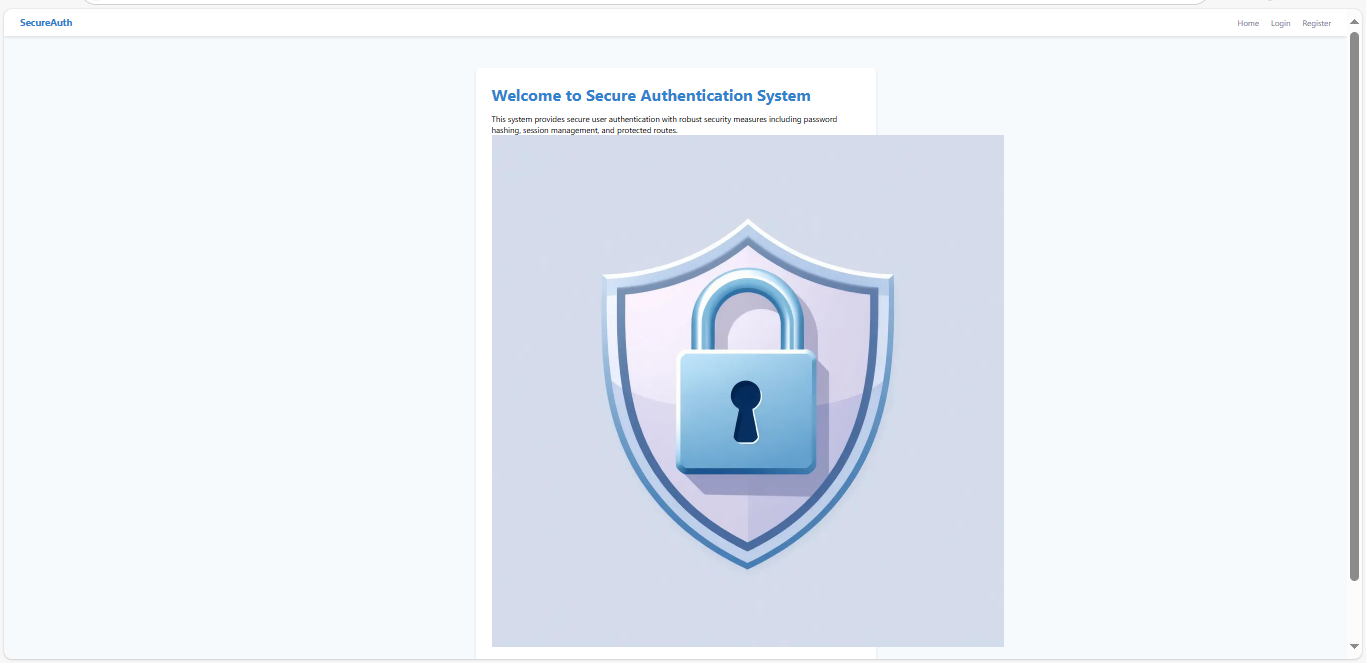 SecureAuth
Home Login Register
Welcome to Secure Authentication System
This system provides secure user authentication with robust security measures including password
hashing, session management, and protected routes.